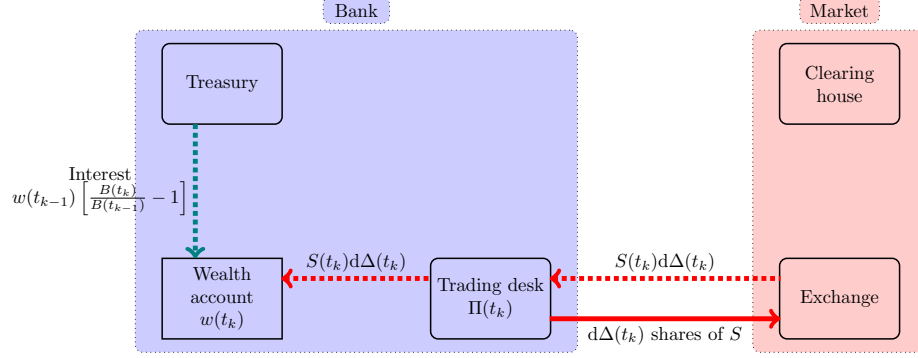 Bank
Market
Treasury
Clearing
house
Interest
w(t_{k-1}) [ B(t_k)/B(t_{k-1}) − 1 ]
S(t_k)dΔ(t_k)
S(t_k)dΔ(t_k)
Wealth
account
w(t_k)
Trading desk
Π(t_k)
Exchange
dΔ(t_k) shares of S